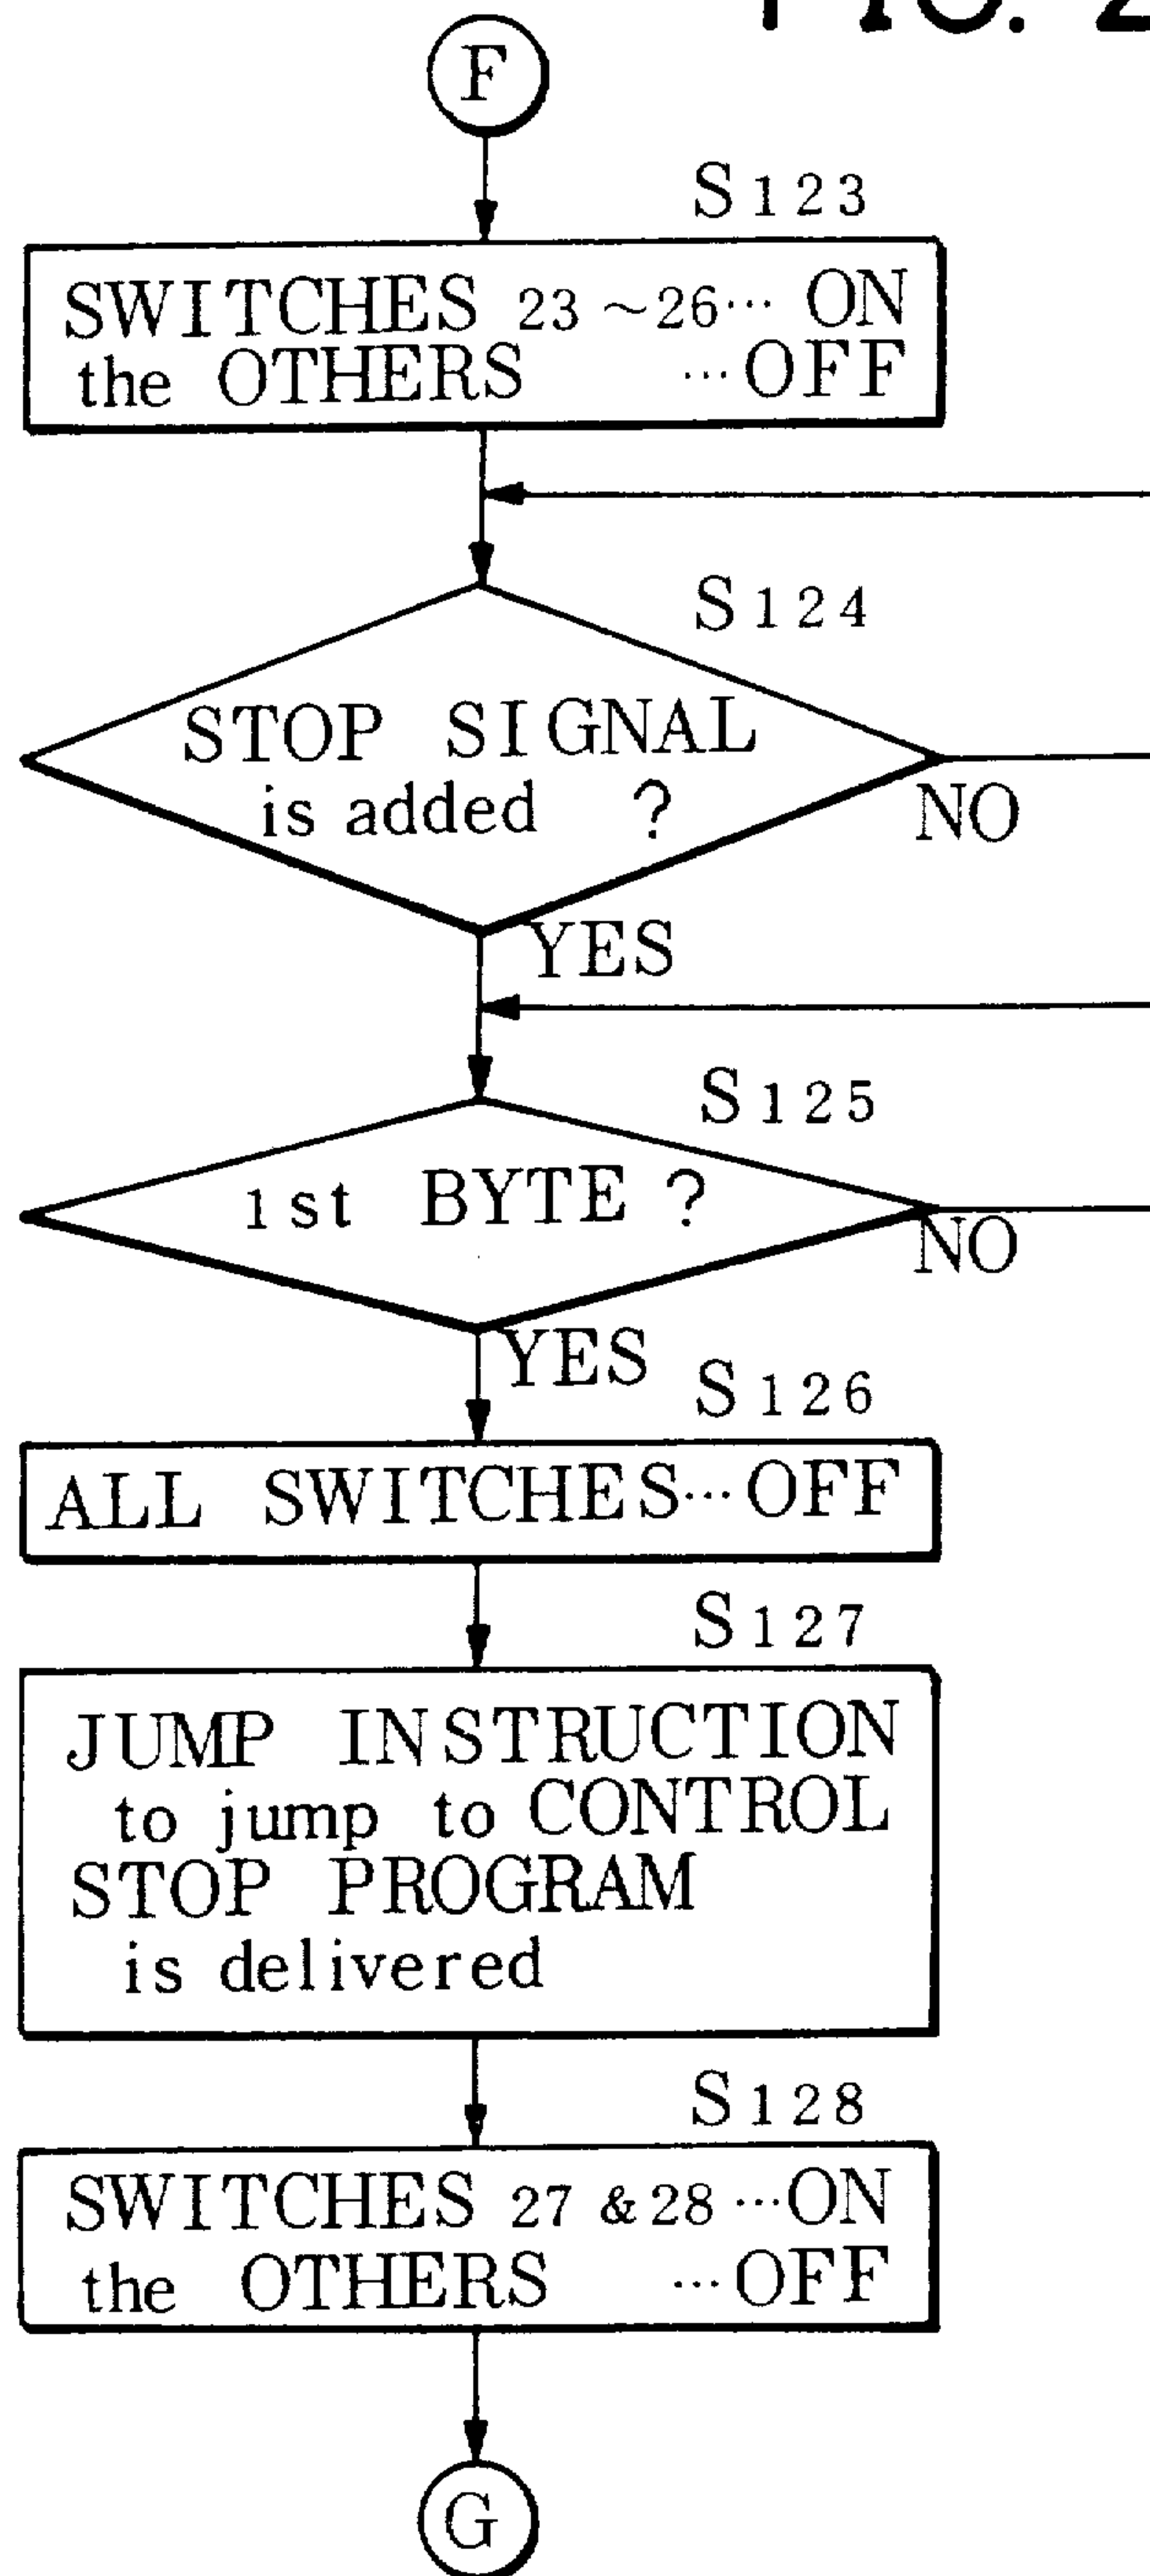 FIG. 2
F
S123
SWITCHES 23 ~26··· ON
the OTHERS ···OFF
S124
STOP SIGNAL
is added ?
NO
YES
S125
1st BYTE ?
NO
YES
S126
ALL SWITCHES···OFF
S127
JUMP INSTRUCTION
to jump to CONTROL
STOP PROGRAM
is delivered
S128
SWITCHES 27 &28 ···ON
the OTHERS ···OFF
G